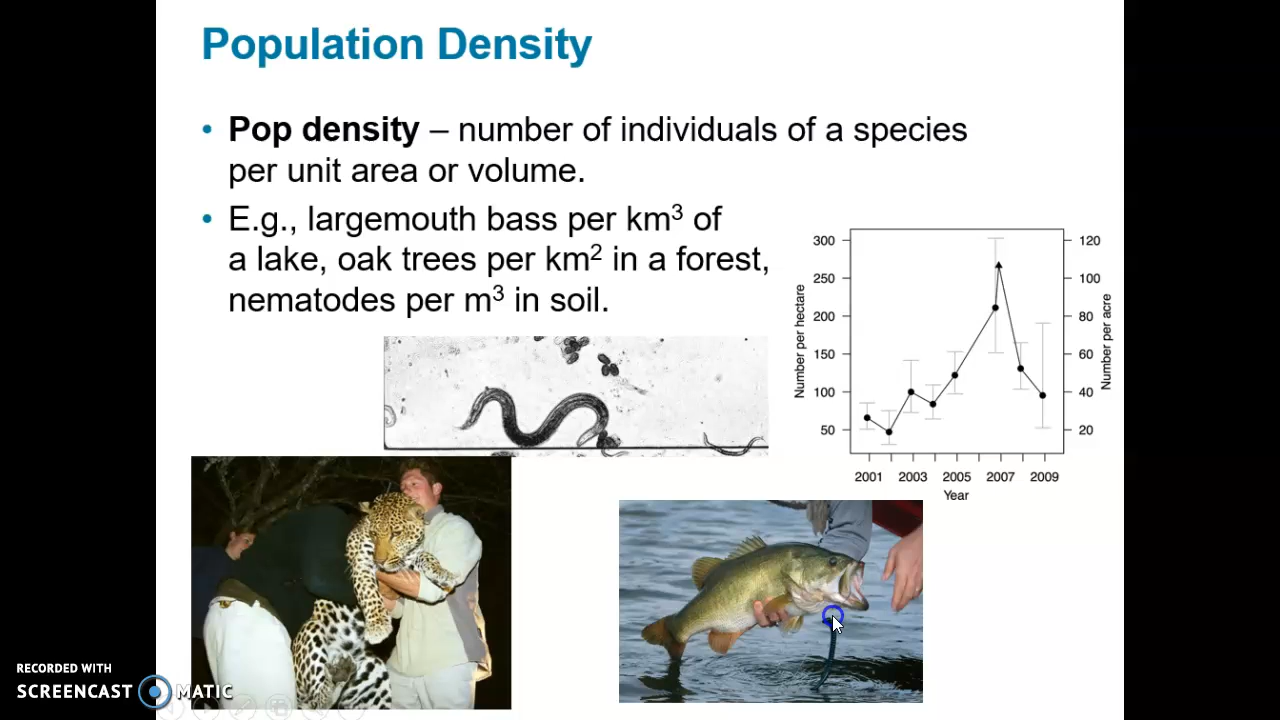 Population Density
• Pop density – number of individuals of a species
per unit area or volume.
• E.g., largemouth bass per km³ of
a lake, oak trees per km² in a forest,
nematodes per m³ in soil.
300
250
200
150
100
50
Number per hectare
120
100
80
60
40
20
Number per acre
2001 2003 2005 2007 2009
Year
RECORDED WITH
SCREENCAST MATIC